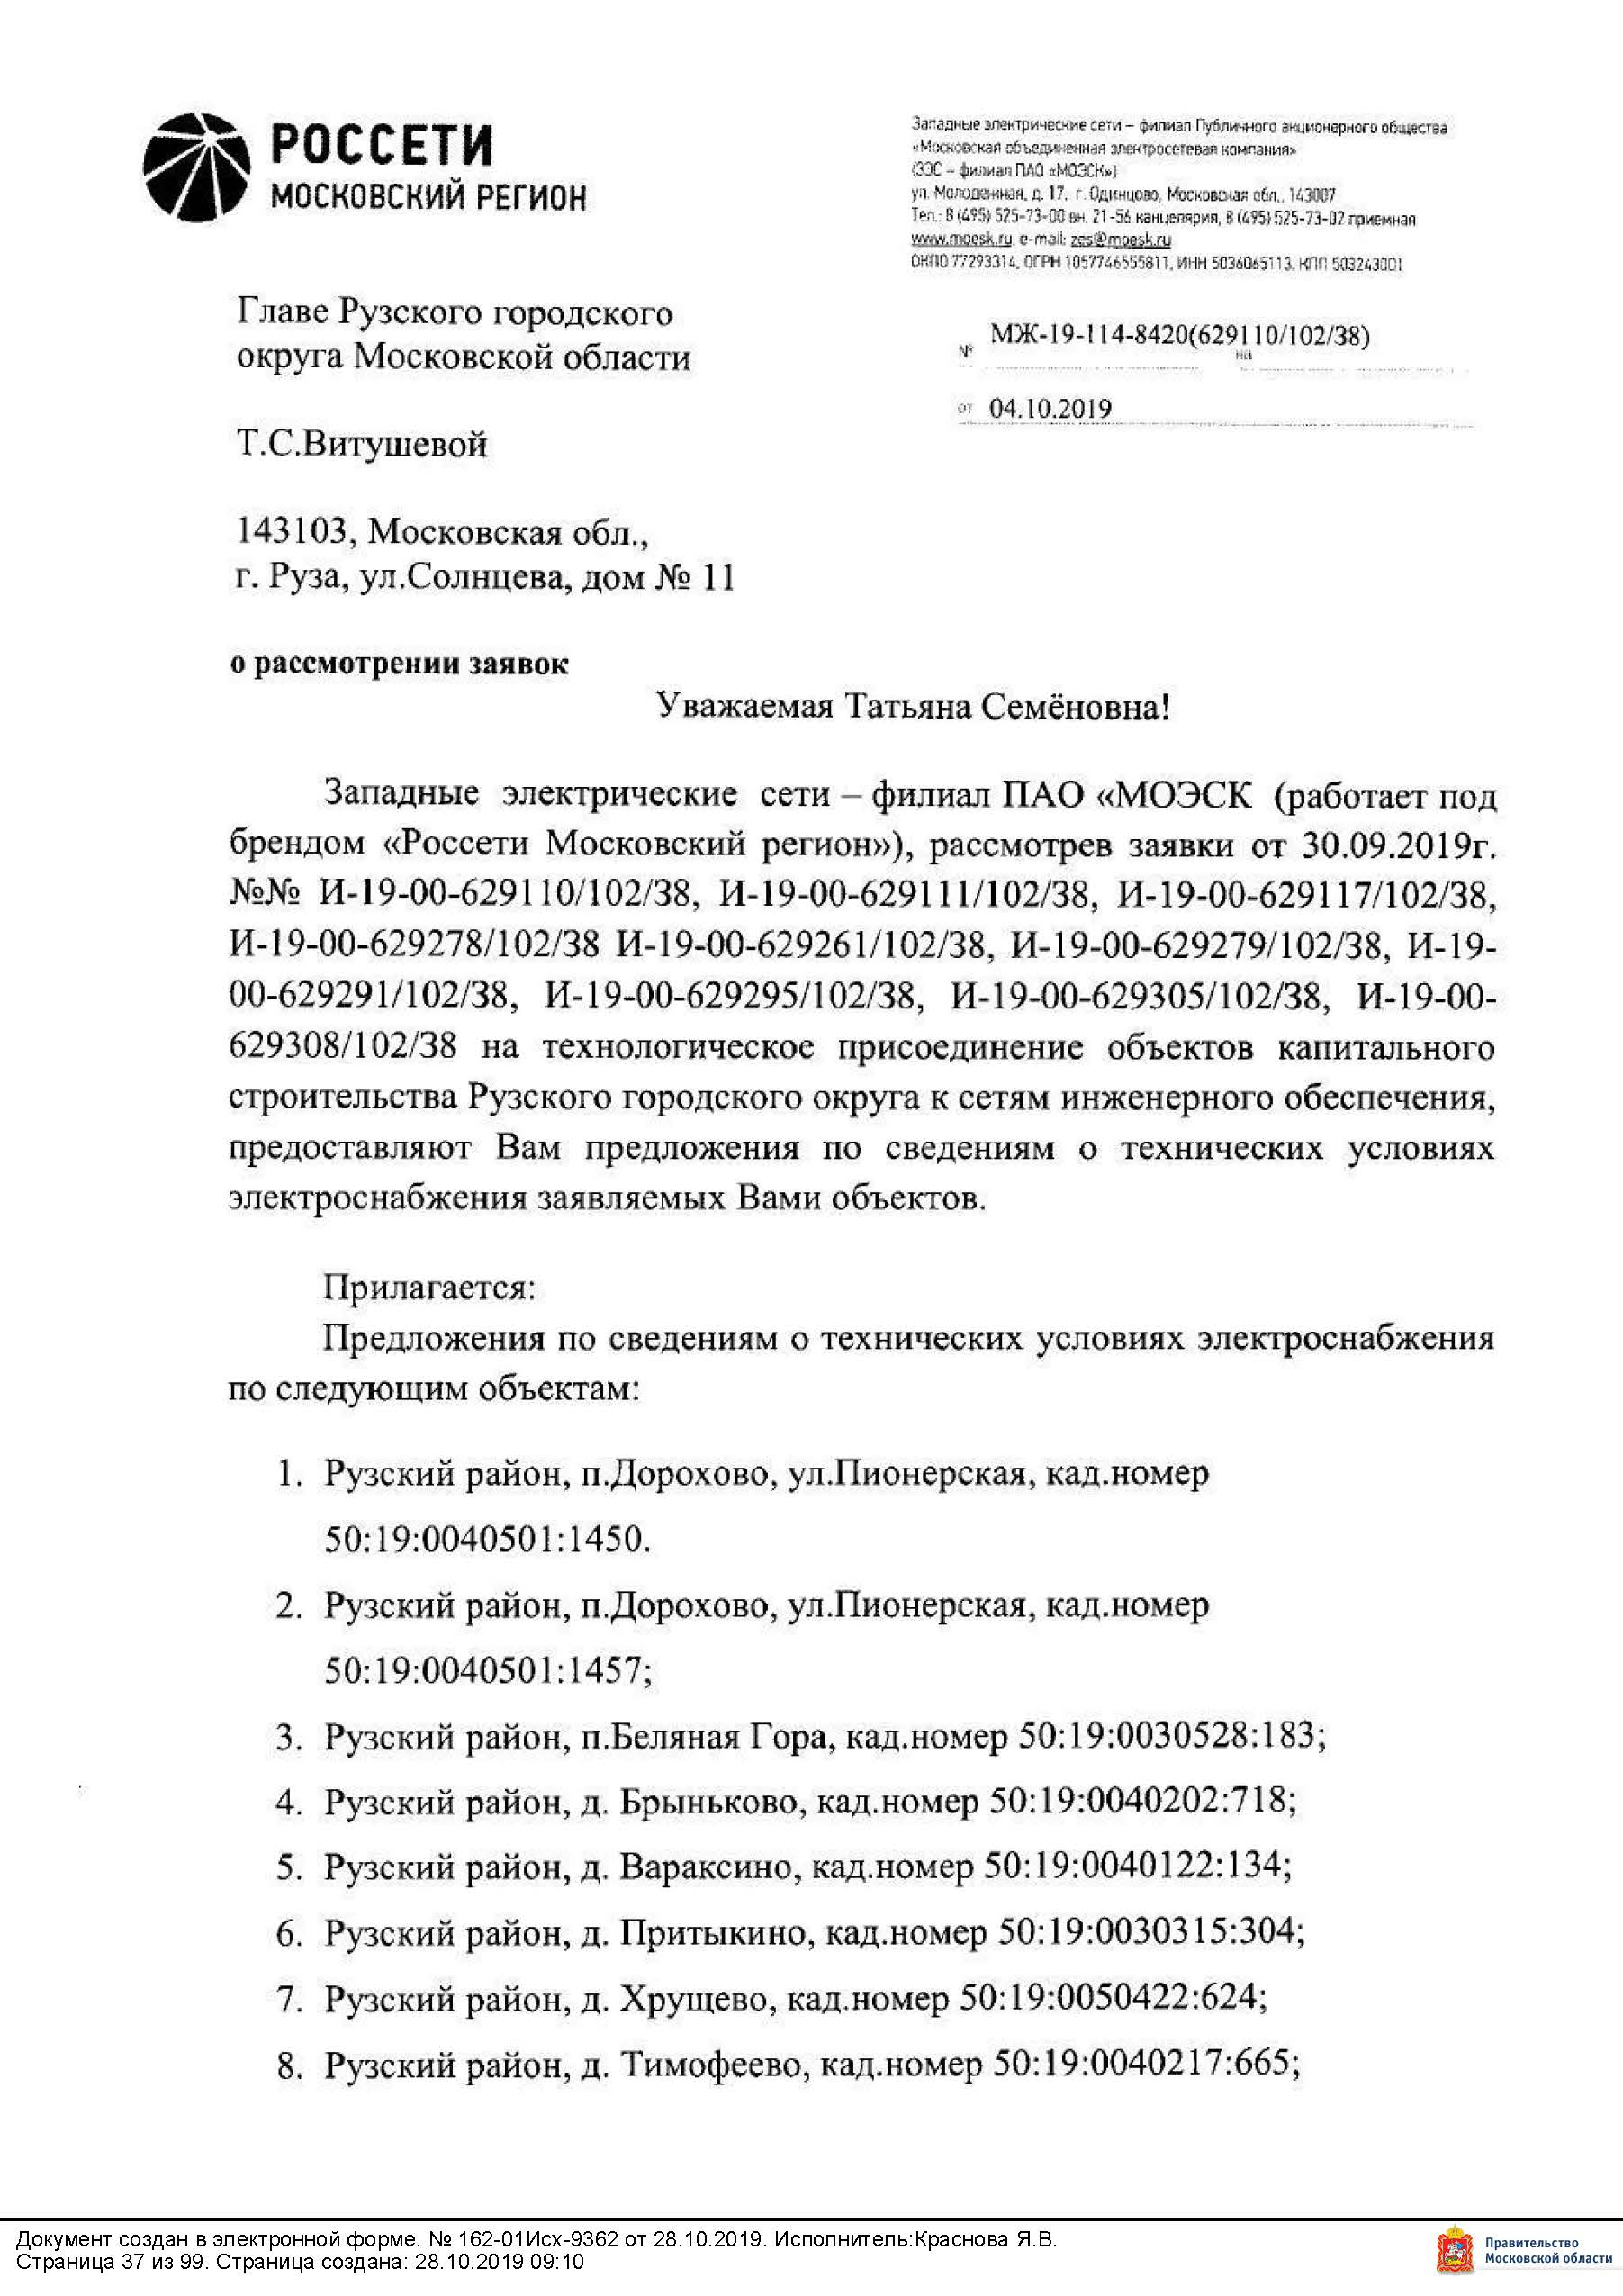 РОССЕТИ
МОСКОВСКИЙ РЕГИОН
Западные электрические сети – филиал Публичного акционерного общества
«Московская объединенная электросетевая компания»
(ЗЭС – филиал ПАО «МОЭСК»)
ул. Молодежная, д. 17, г. Одинцово, Московская обл., 143007
Тел.: 8 (495) 525-73-00 вн. 21-56 канцелярия, 8 (495) 525-73-02 приемная
www.moesk.ru, e-mail: zes@moesk.ru
ОКПО 77293314, ОГРН 1057746555811, ИНН 5036065113, КПП 503243001
Главе Рузского городского
округа Московской области
№ МЖ-19-114-8420(629110/102/38)
на
от 04.10.2019
Т.С.Витушевой
143103, Московская обл.,
г. Руза, ул.Солнцева, дом № 11
о рассмотрении заявок
Уважаемая Татьяна Семёновна!
Западные электрические сети – филиал ПАО «МОЭСК (работает под
брендом «Россети Московский регион»), рассмотрев заявки от 30.09.2019г.
№№ И-19-00-629110/102/38, И-19-00-629111/102/38, И-19-00-629117/102/38,
И-19-00-629278/102/38 И-19-00-629261/102/38, И-19-00-629279/102/38, И-19-
00-629291/102/38, И-19-00-629295/102/38, И-19-00-629305/102/38, И-19-00-
629308/102/38 на технологическое присоединение объектов капитального
строительства Рузского городского округа к сетям инженерного обеспечения,
предоставляют Вам предложения по сведениям о технических условиях
электроснабжения заявляемых Вами объектов.
Прилагается:
Предложения по сведениям о технических условиях электроснабжения
по следующим объектам:
1. Рузский район, п.Дорохово, ул.Пионерская, кад.номер
50:19:0040501:1450.
2. Рузский район, п.Дорохово, ул.Пионерская, кад.номер
50:19:0040501:1457;
3. Рузский район, п.Беляная Гора, кад.номер 50:19:0030528:183;
4. Рузский район, д. Брыньково, кад.номер 50:19:0040202:718;
5. Рузский район, д. Вараксино, кад.номер 50:19:0040122:134;
6. Рузский район, д. Притыкино, кад.номер 50:19:0030315:304;
7. Рузский район, д. Хрущево, кад.номер 50:19:0050422:624;
8. Рузский район, д. Тимофеево, кад.номер 50:19:0040217:665;
Документ создан в электронной форме. № 162-01Исх-9362 от 28.10.2019. Исполнитель:Краснова Я.В.
Страница 37 из 99. Страница создана: 28.10.2019 09:10
Правительство
Московской области